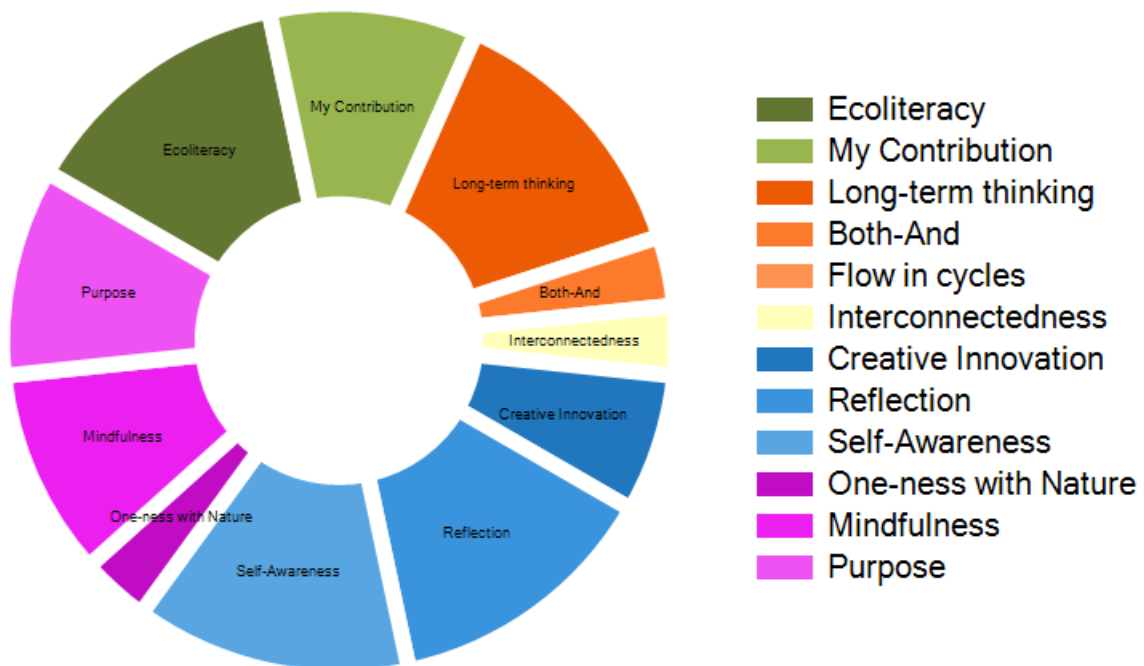 My Contribution
Ecoliteracy
Long-term thinking
Purpose
Both-And
Interconnectedness
Creative Innovation
Mindfulness
One-ness with Nature
Reflection
Self-Awareness
Ecoliteracy
My Contribution
Long-term thinking
Both-And
Flow in cycles
Interconnectedness
Creative Innovation
Reflection
Self-Awareness
One-ness with Nature
Mindfulness
Purpose